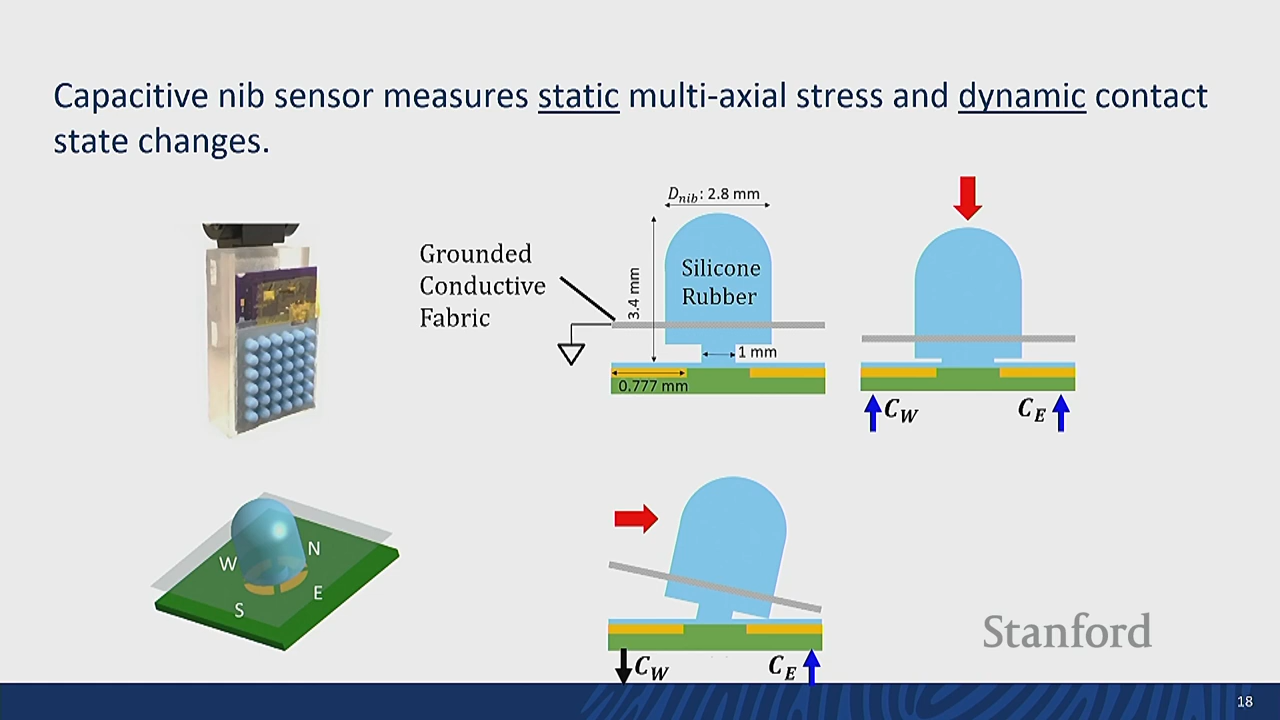 Capacitive nib sensor measures static multi-axial stress and dynamic contact
state changes.
D_nib: 2.8 mm
Grounded
Conductive
Fabric
3.4 mm
Silicone
Rubber
1 mm
0.777 mm
C_W
C_E
W
N
S
E
C_W
C_E
Stanford
18